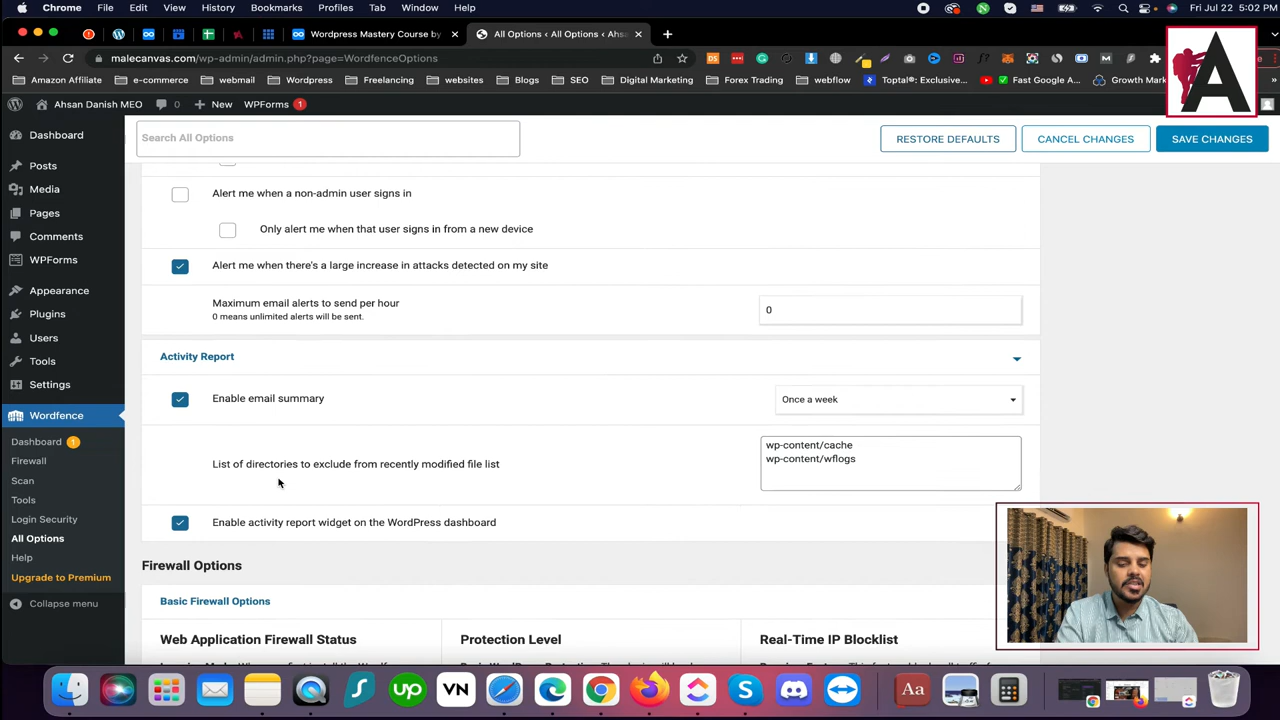 Chrome File Edit View History Bookmarks Profiles Tab Window Help Fri Jul 22 5:02 PM
Wordpress Mastery Course by All Options ‹ All Options ‹ Ahsa
malecanvas.com/wp-admin/admin.php?page=WordfenceOptions
Amazon Affiliate e-commerce webmail Wordpress Freelancing websites Blogs SEO Digital Marketing Forex Trading webflow Toptal®: Exclusive... Fast Google A... Growth Mark
A
Ahsan Danish MEO 0 New WPForms 1
Dashboard
Posts
Media
Pages
Comments
WPForms
Appearance
Plugins
Users
Tools
Settings
Wordfence
Dashboard 1
Firewall
Scan
Tools
Login Security
All Options
Help
Upgrade to Premium
Collapse menu
Search All Options
RESTORE DEFAULTS CANCEL CHANGES SAVE CHANGES
Alert me when a non-admin user signs in
Only alert me when that user signs in from a new device
Alert me when there's a large increase in attacks detected on my site
Maximum email alerts to send per hour 0
0 means unlimited alerts will be sent.
Activity Report
Enable email summary Once a week
List of directories to exclude from recently modified file list
wp-content/cache
wp-content/wflogs
Enable activity report widget on the WordPress dashboard
Firewall Options
Basic Firewall Options
Web Application Firewall Status Protection Level Real-Time IP Blocklist
up VN S Aa